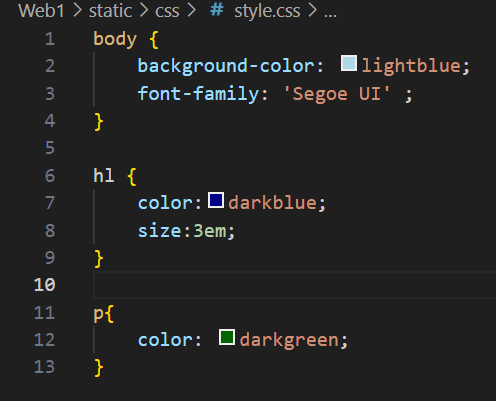 Web1 > static > css > # style.css > ...
1 body {
2     background-color: lightblue;
3     font-family: 'Segoe UI' ;
4 }
5
6 hl {
7     color: darkblue;
8     size:3em;
9 }
10
11 p{
12     color: darkgreen;
13 }